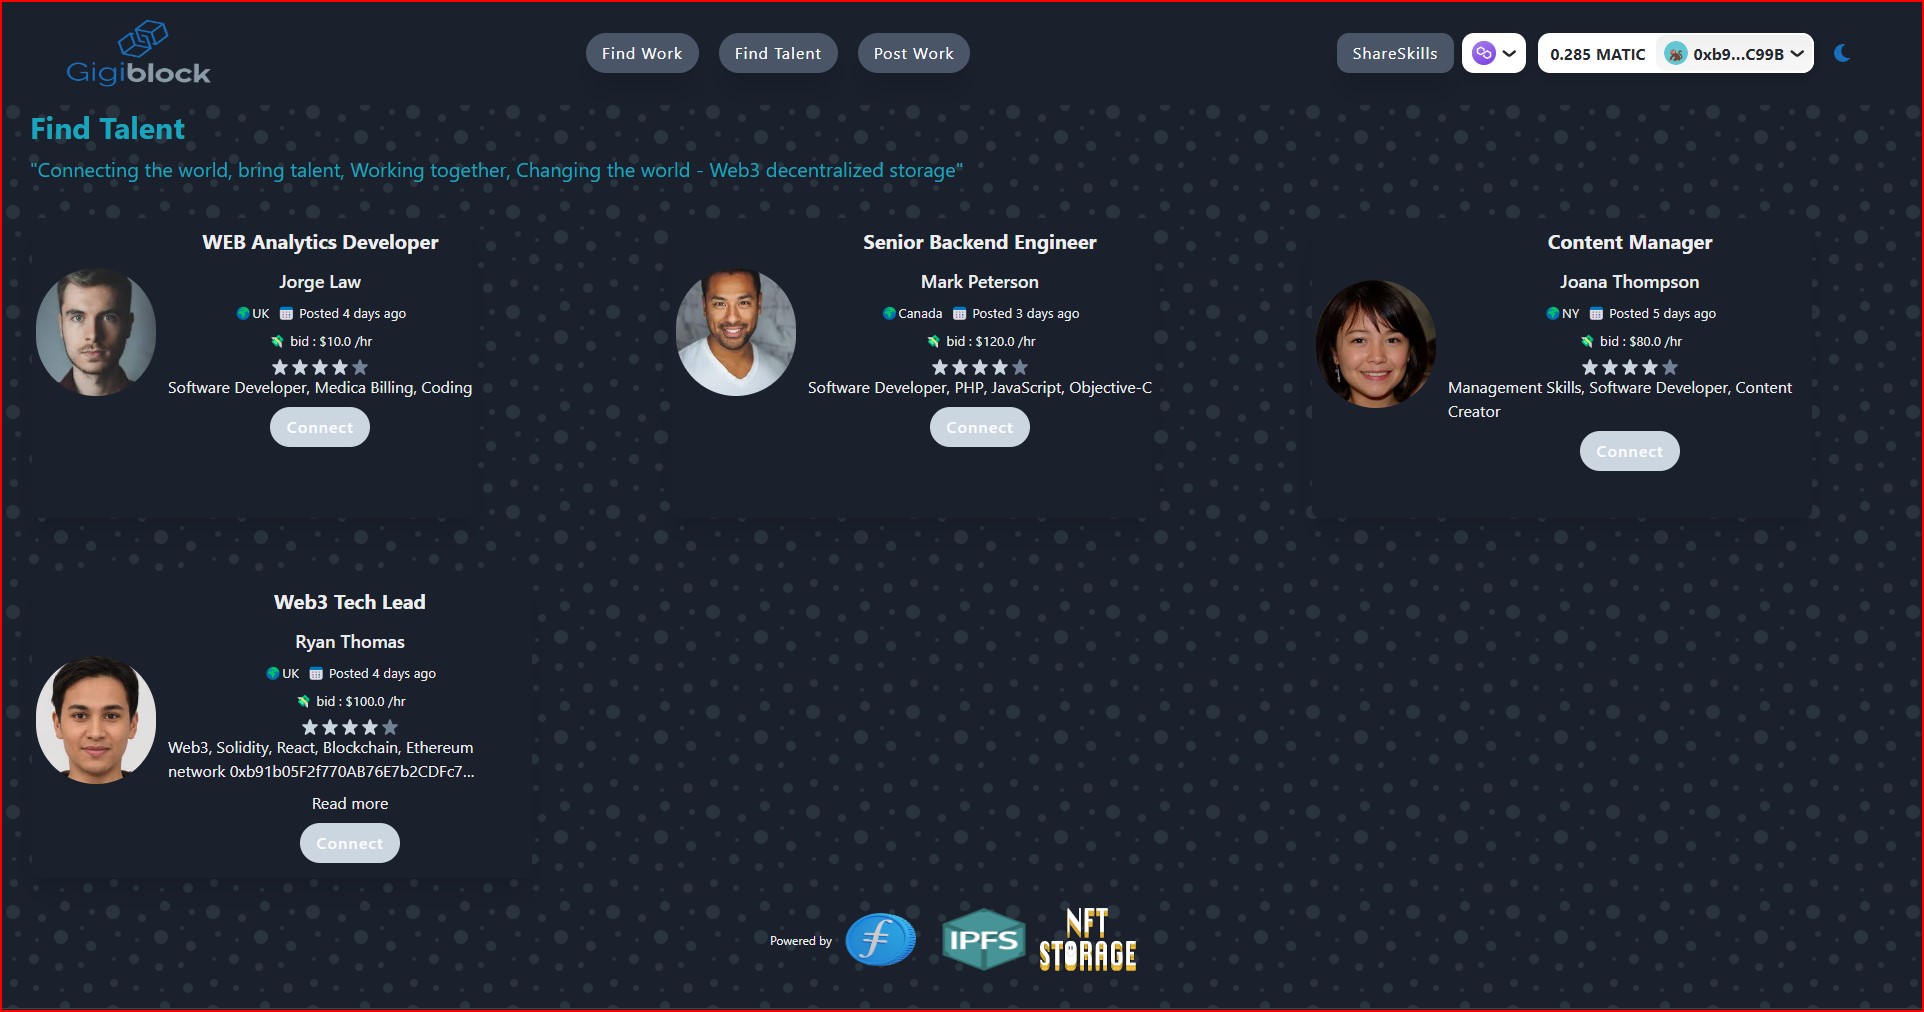 Gigiblock
Find Work
Find Talent
Post Work
ShareSkills
0.285 MATIC
0xb9...C99B
Find Talent
"Connecting the world, bring talent, Working together, Changing the world - Web3 decentralized storage"
WEB Analytics Developer
Jorge Law
UK Posted 4 days ago
bid : $10.0 /hr
Software Developer, Medica Billing, Coding
Connect
Senior Backend Engineer
Mark Peterson
Canada Posted 3 days ago
bid : $120.0 /hr
Software Developer, PHP, JavaScript, Objective-C
Connect
Content Manager
Joana Thompson
NY Posted 5 days ago
bid : $80.0 /hr
Management Skills, Software Developer, Content
Creator
Connect
Web3 Tech Lead
Ryan Thomas
UK Posted 4 days ago
bid : $100.0 /hr
Web3, Solidity, React, Blockchain, Ethereum
network 0xb91b05F2f770AB76E7b2CDFc7...
Read more
Connect
Powered by
IPFS
NFT
STORAGE